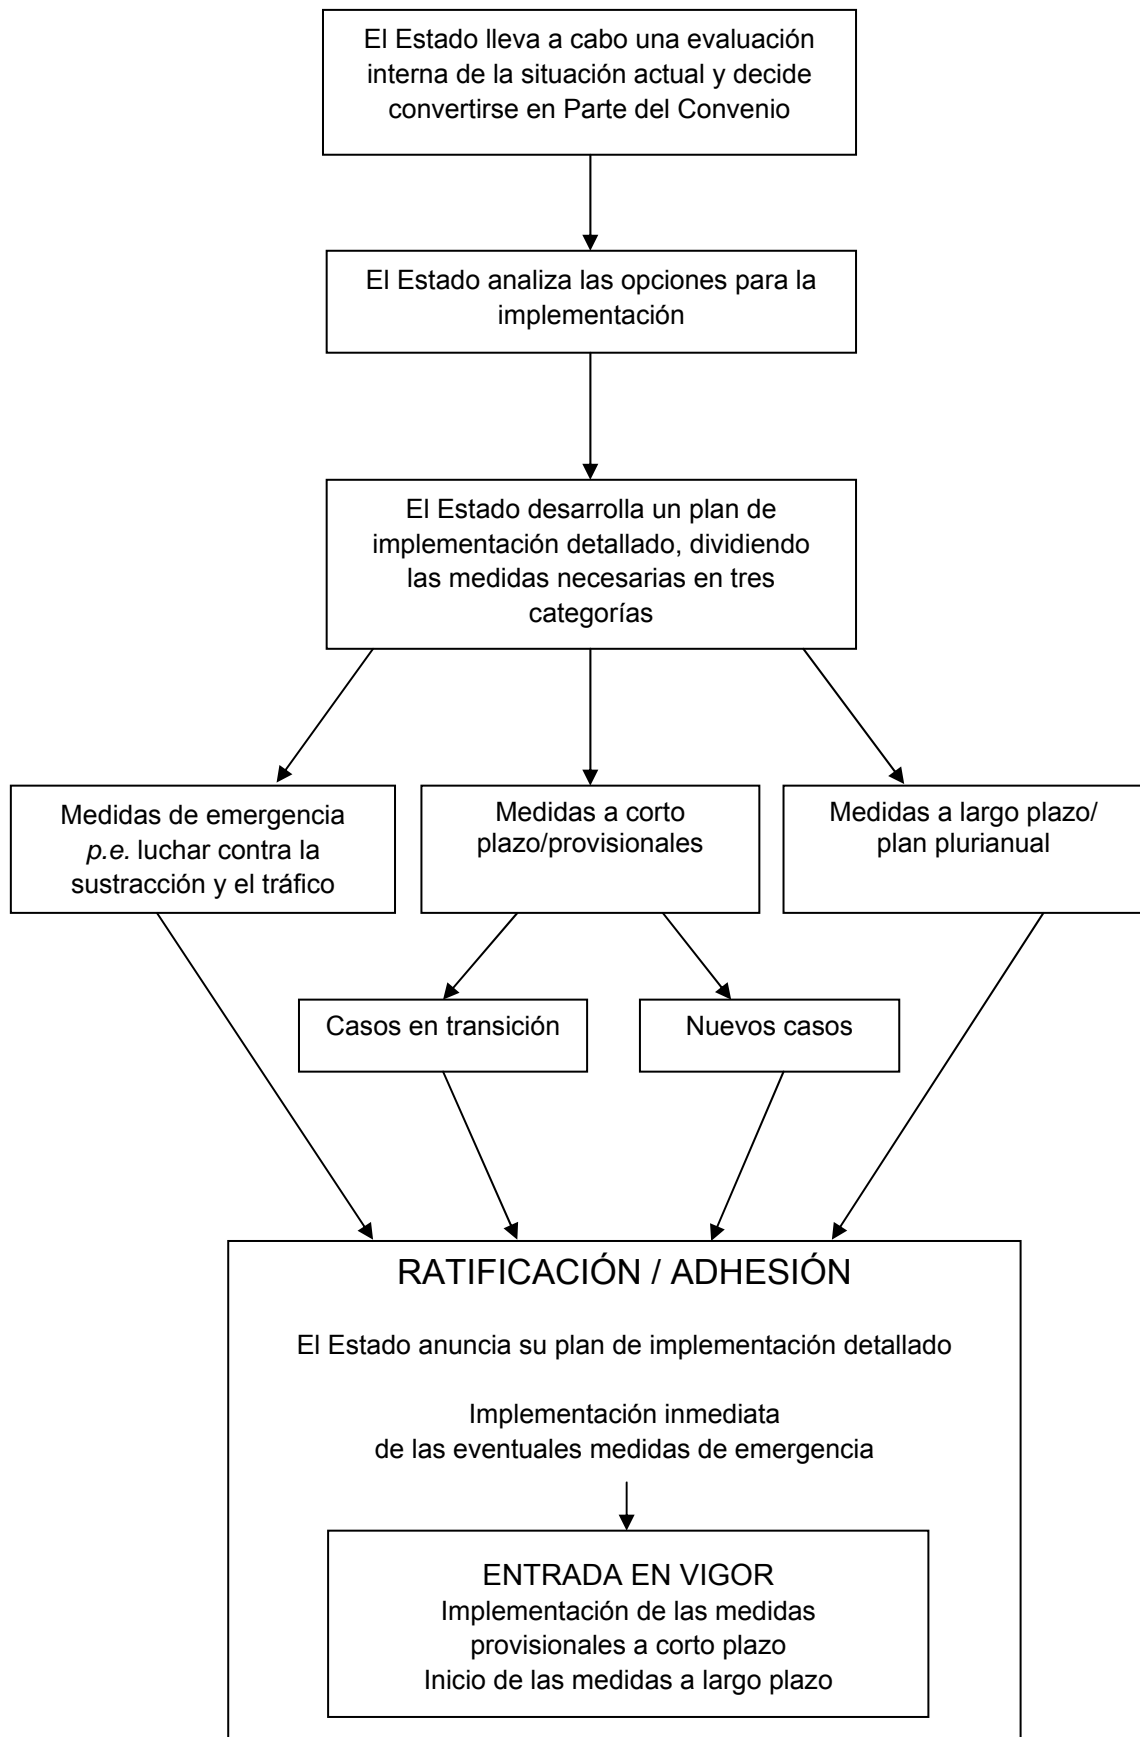 El Estado lleva a cabo una evaluación
interna de la situación actual y decide
convertirse en Parte del Convenio
El Estado analiza las opciones para la
implementación
El Estado desarrolla un plan de
implementación detallado, dividiendo
las medidas necesarias en tres
categorías
Medidas de emergencia
p.e. luchar contra la
sustracción y el tráfico
Medidas a corto
plazo/provisionales
Medidas a largo plazo/
plan plurianual
Casos en transición
Nuevos casos
RATIFICACIÓN / ADHESIÓN
El Estado anuncia su plan de implementación detallado
Implementación inmediata
de las eventuales medidas de emergencia
ENTRADA EN VIGOR
Implementación de las medidas
provisionales a corto plazo
Inicio de las medidas a largo plazo